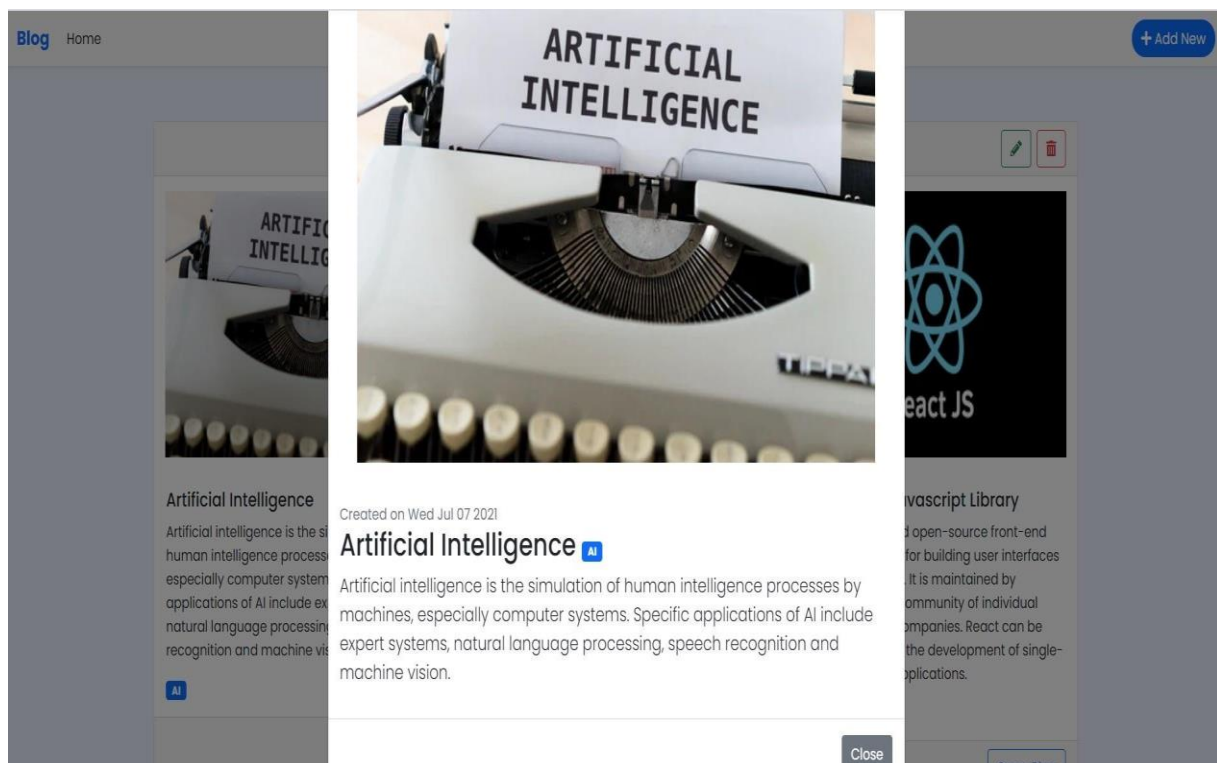 Blog Home
+ Add New
ARTIFICIAL
INTELLIGENCE
TIPPA
Created on Wed Jul 07 2021
Artificial Intelligence AI
Artificial intelligence is the simulation of human intelligence processes by
machines, especially computer systems. Specific applications of AI include
expert systems, natural language processing, speech recognition and
machine vision.
Close
ARTIFIC
INTELLIG
Artificial Intelligence
Artificial intelligence is the si
human intelligence process
especially computer system
applications of AI include ex
natural language processing
recognition and machine vis
AI
eact JS
vascript Library
open-source front-end
for building user interfaces
. It is maintained by
ommunity of individual
ompanies. React can be
the development of single-
plications.